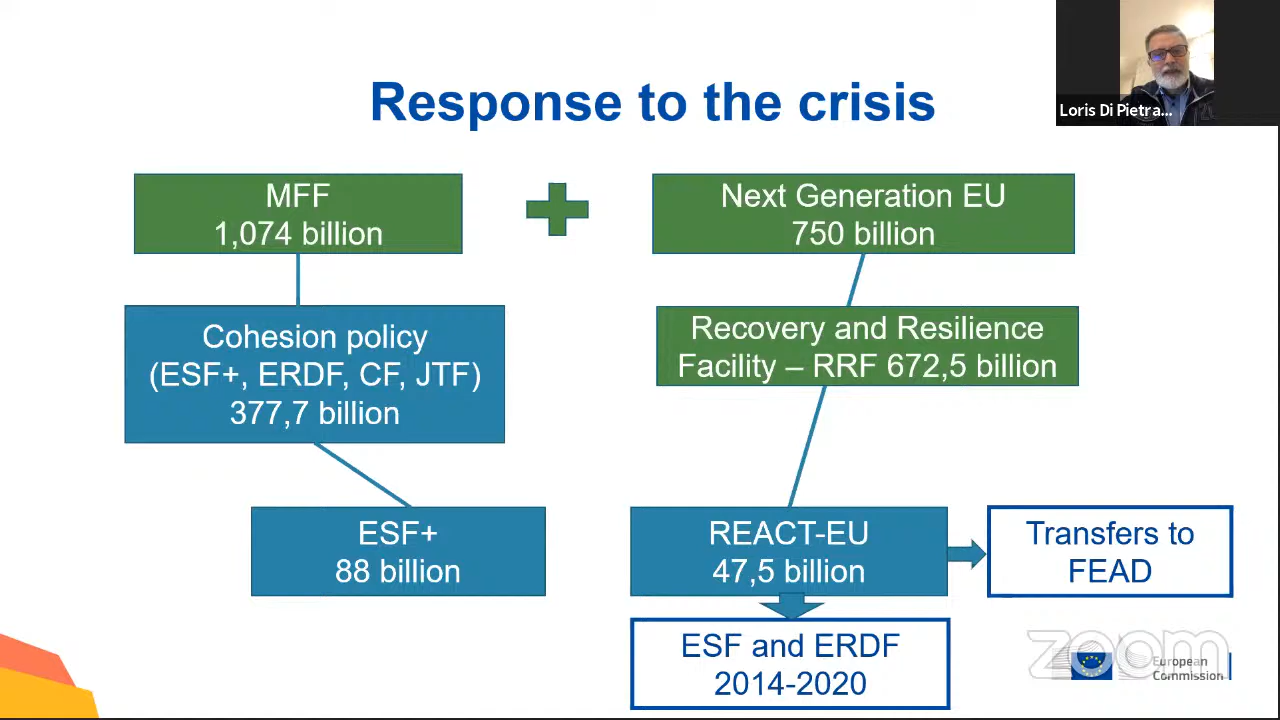 Response to the crisis
Loris Di Pietra...
MFF
1,074 billion
Next Generation EU
750 billion
Cohesion policy
(ESF+, ERDF, CF, JTF)
377,7 billion
Recovery and Resilience
Facility – RRF 672,5 billion
ESF+
88 billion
REACT-EU
47,5 billion
Transfers to
FEAD
ESF and ERDF
2014-2020
zoom
European
Commission